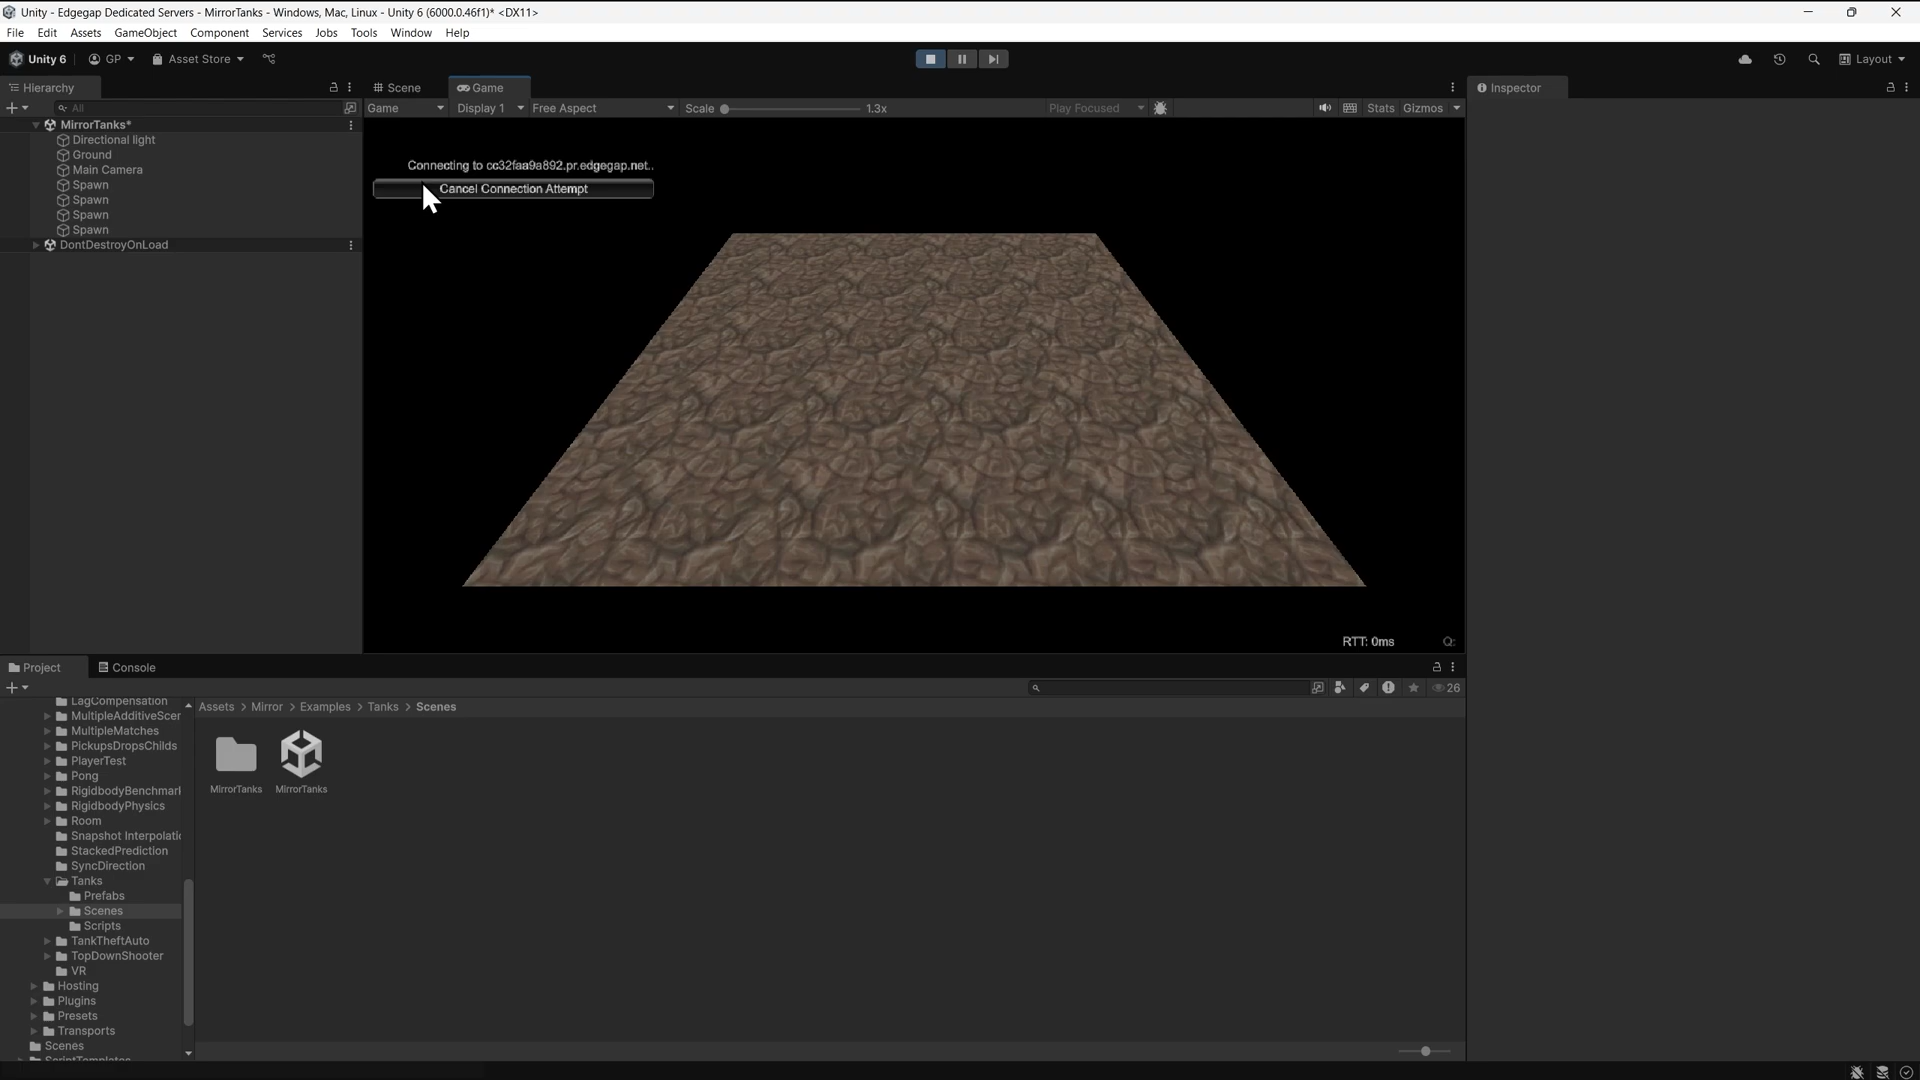 Unity - Edgegap Dedicated Servers - MirrorTanks - Windows, Mac, Linux - Unity 6 (6000.0.46f1)* <DX11>
File Edit Assets GameObject Component Services Jobs Tools Window Help
Unity 6 GP Asset Store Layout
Hierarchy
All
MirrorTanks*
Directional light
Ground
Main Camera
Spawn
Spawn
Spawn
Spawn
DontDestroyOnLoad
Scene Game
Game Display 1 Free Aspect Scale 1.3x Play Focused Stats Gizmos
Connecting to cc32faa9a892.pr.edgegap.net..
Cancel Connection Attempt
RTT: 0ms Q:
Inspector
Project Console
26
LagCompensation
MultipleAdditiveScer
MultipleMatches
PickupsDropsChilds
PlayerTest
Pong
RigidbodyBenchmark
RigidbodyPhysics
Room
Snapshot Interpolatic
StackedPrediction
SyncDirection
Tanks
Prefabs
Scenes
Scripts
TankTheftAuto
TopDownShooter
VR
Hosting
Plugins
Presets
Transports
Scenes
ScriptTemplates
Assets > Mirror > Examples > Tanks > Scenes
MirrorTanks MirrorTanks